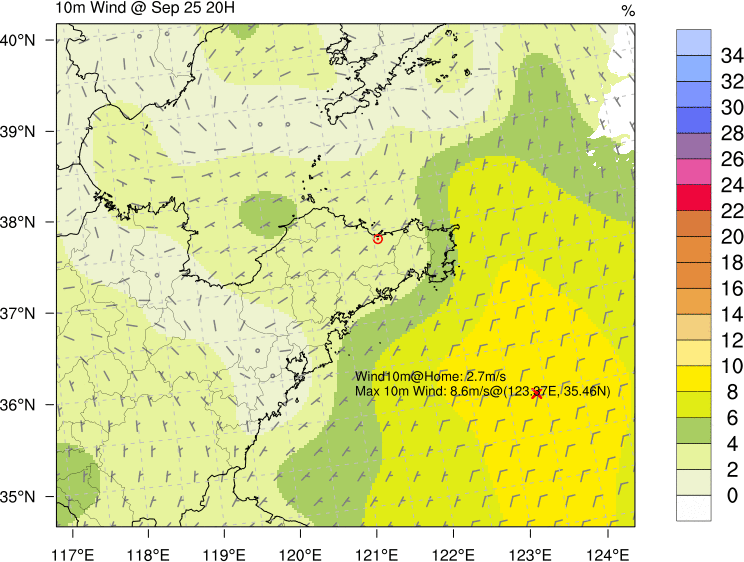 10m Wind @ Sep 25 20H
%
40°N
39°N
38°N
37°N
36°N
35°N
34
32
30
28
26
24
22
20
18
16
14
12
10
8
6
4
2
0
Wind10m@Home: 2.7m/s
Max 10m Wind: 8.6m/s@(123.27E, 35.46N)
117°E 118°E 119°E 120°E 121°E 122°E 123°E 124°E